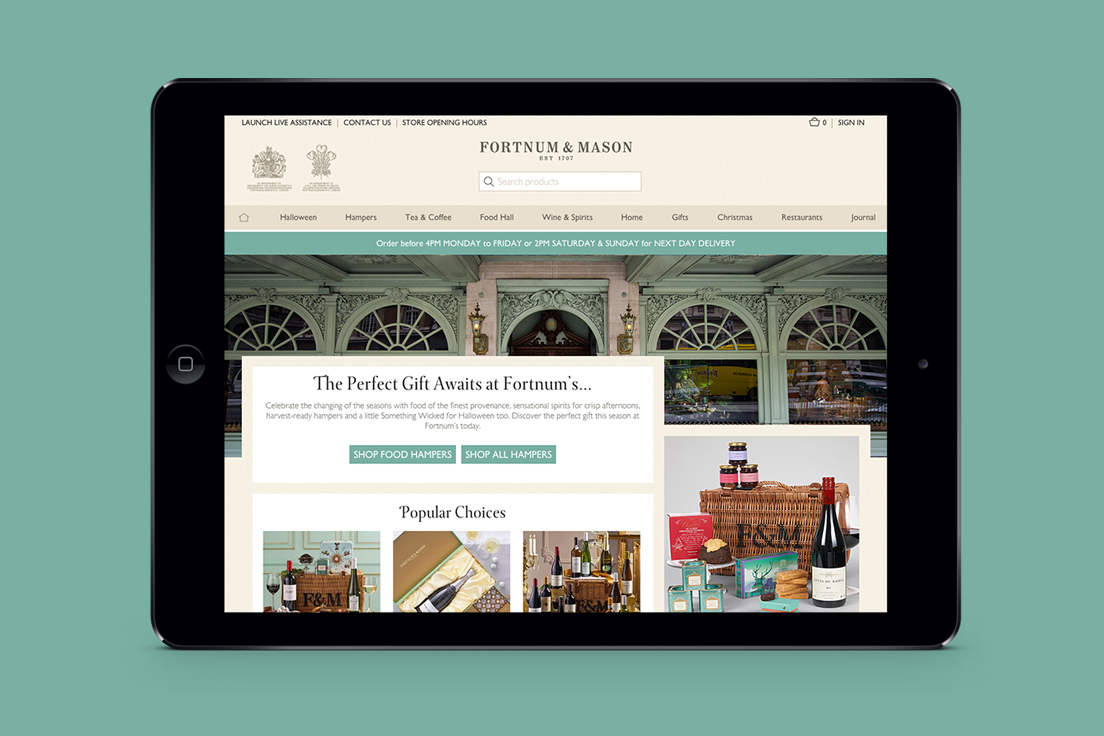 LAUNCH LIVE ASSISTANCE | CONTACT US | STORE OPENING HOURS
0 | SIGN IN
FORTNUM & MASON
EST 1707
Search products
Halloween Hampers Tea & Coffee Food Hall Wine & Spirits Home Gifts Christmas Restaurants Journal
Order before 4PM MONDAY to FRIDAY or 2PM SATURDAY & SUNDAY for NEXT DAY DELIVERY
The Perfect Gift Awaits at Fortnum's...
Celebrate the changing of the seasons with food of the finest provenance, sensational spirits for crisp afternoons,
harvest-ready hampers and a little Something Wicked for Halloween too. Discover the perfect gift this season at
Fortnum's today.
SHOP FOOD HAMPERS SHOP ALL HAMPERS
Popular Choices
F&M
F&M
F&M